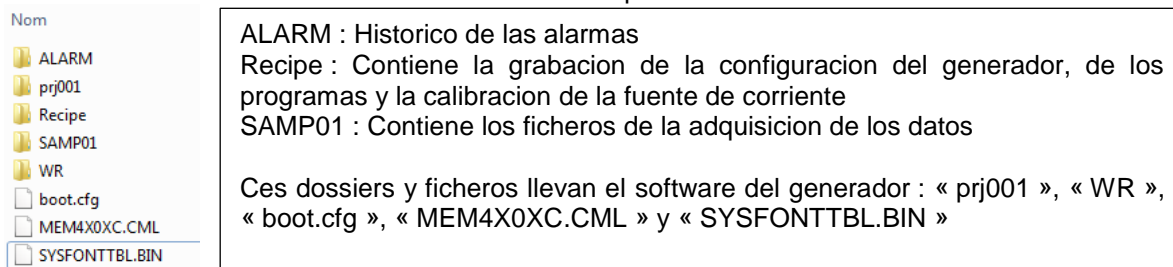 Nom
ALARM
prj001
Recipe
SAMP01
WR
boot.cfg
MEM4X0XC.CML
SYSFONTTBL.BIN
ALARM : Historico de las alarmas
Recipe : Contiene la grabacion de la configuracion del generador, de los
programas y la calibracion de la fuente de corriente
SAMP01 : Contiene los ficheros de la adquisicion de los datos
Ces dossiers y ficheros llevan el software del generador : « prj001 », « WR »,
« boot.cfg », « MEM4X0XC.CML » y « SYSFONTTBL.BIN »